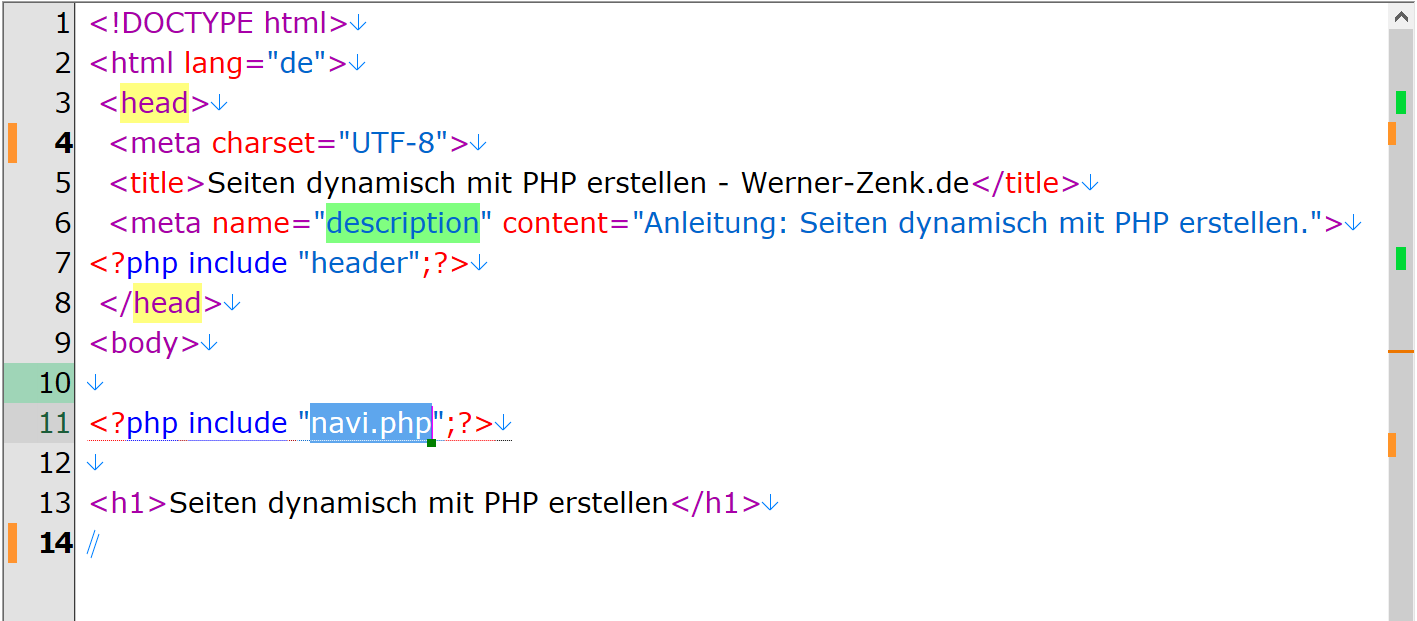 1 <!DOCTYPE html>↓
2 <html lang="de">↓
3  <head>↓
4   <meta charset="UTF-8">↓
5   <title>Seiten dynamisch mit PHP erstellen - Werner-Zenk.de</title>↓
6   <meta name="description" content="Anleitung: Seiten dynamisch mit PHP erstellen.">↓
7 <?php include "header";?>↓
8  </head>↓
9 <body>↓
10 ↓
11 <?php include "navi.php";?>↓
12 ↓
13 <h1>Seiten dynamisch mit PHP erstellen</h1>↓
14 //